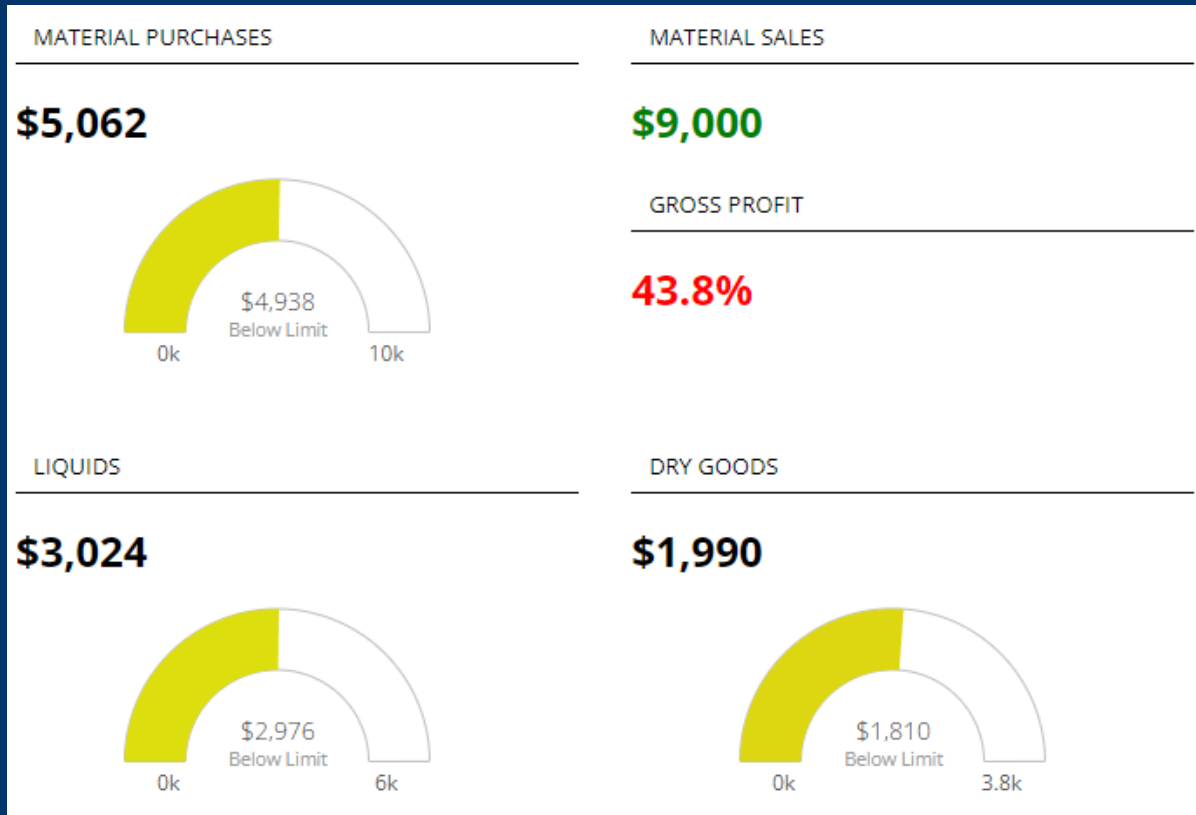 MATERIAL PURCHASES
$5,062
$4,938
Below Limit
0k 10k
MATERIAL SALES
$9,000
GROSS PROFIT
43.8%
LIQUIDS
$3,024
$2,976
Below Limit
0k 6k
DRY GOODS
$1,990
$1,810
Below Limit
0k 3.8k